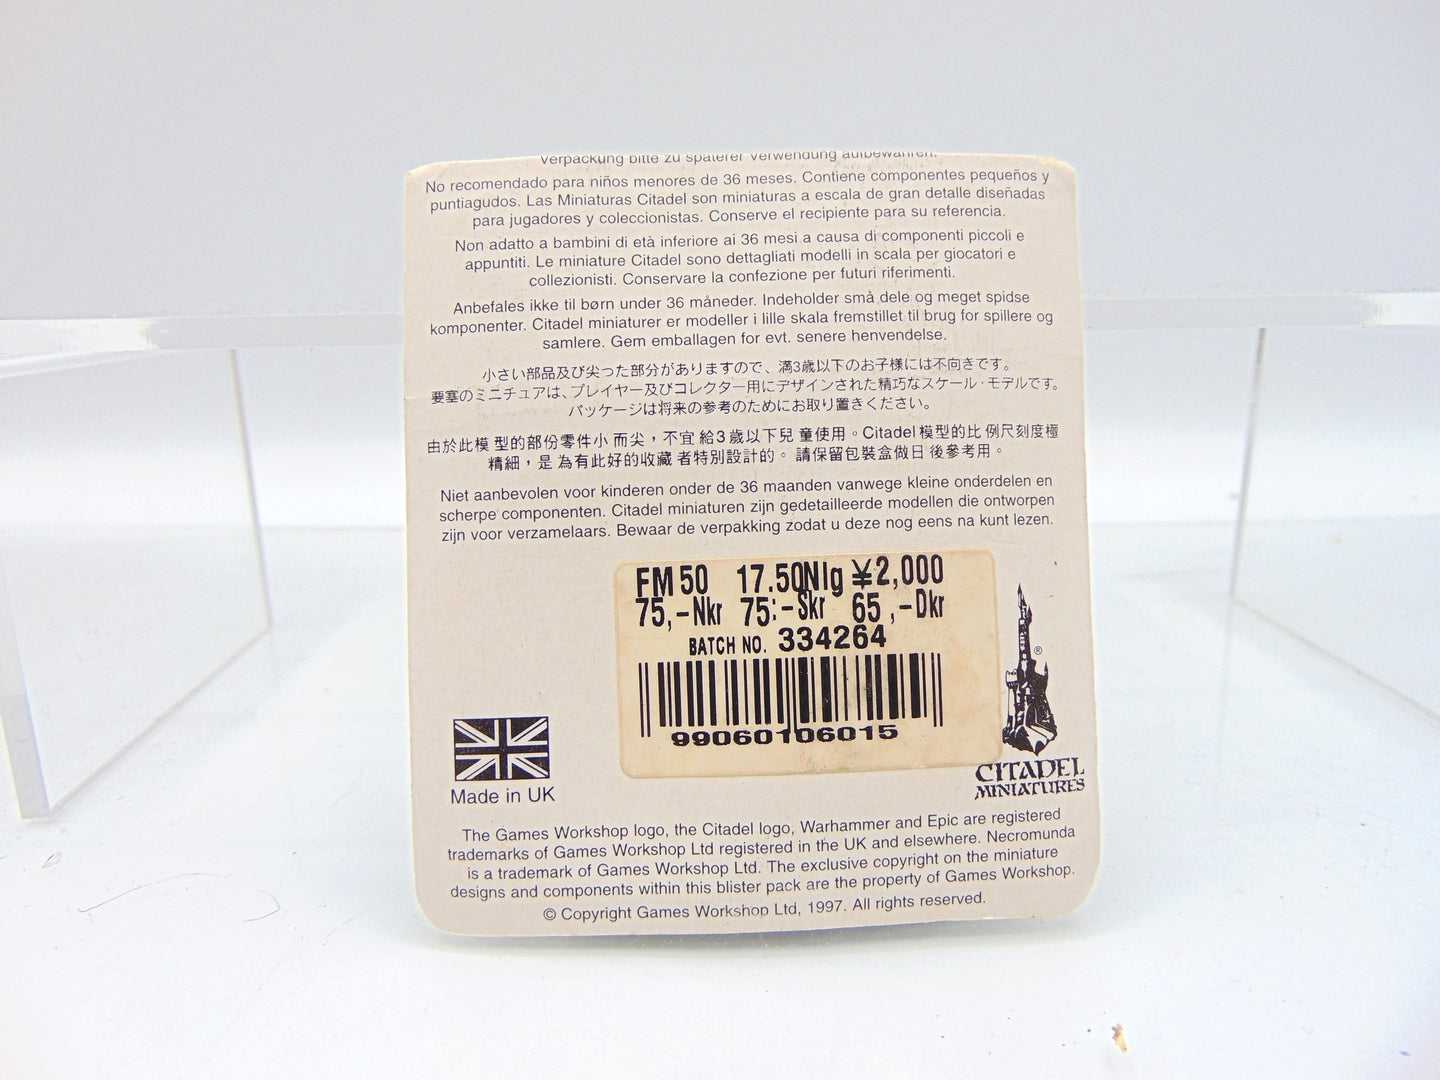 Verpackung bitte zu späterer Verwendung aufbewahren.
No recomendado para niños menores de 36 meses. Contiene componentes pequeños y
puntiagudos. Las Miniaturas Citadel son miniaturas a escala de gran detalle diseñadas
para jugadores y coleccionistas. Conserve el recipiente para su referencia.
Non adatto a bambini di età inferiore ai 36 mesi a causa di componenti piccoli e
appuntiti. Le miniature Citadel sono dettagliati modelli in scala per giocatori e
collezionisti. Conservare la confezione per futuri riferimenti.
Anbefales ikke til børn under 36 måneder. Indeholder små dele og meget spidse
komponenter. Citadel miniaturer er modeller i lille skala fremstillet til brug for spillere og
samlere. Gem emballagen for evt. senere henvendelse.
小さい部品及び尖った部分がありますので、満3歳以下のお子様には不向きです。
要塞のミニチュアは、プレイヤー及びコレクター用にデザインされた精巧なスケール・モデルです。
パッケージは将来の参考のためにお取り置きください。
由於此模型的部份零件小而尖，不宜給3歲以下兒童使用。Citadel模型的比例尺刻度極
精細，是為有此好的收藏者特別設計的。請保留包裝盒做日後參考用。
Niet aanbevolen voor kinderen onder de 36 maanden vanwege kleine onderdelen en
scherpe componenten. Citadel miniaturen zijn gedetailleerde modellen die ontworpen
zijn voor verzamelaars. Bewaar de verpakking zodat u deze nog eens na kunt lezen.
FM 50 17.50Nlg ¥2,000
75,-Nkr 75:-Skr 65,-Dkr
BATCH NO. 334264
99060106015
®
CITADEL
MINIATURES
Made in UK
The Games Workshop logo, the Citadel logo, Warhammer and Epic are registered
trademarks of Games Workshop Ltd registered in the UK and elsewhere. Necromunda
is a trademark of Games Workshop Ltd. The exclusive copyright on the miniature
designs and components within this blister pack are the property of Games Workshop.
© Copyright Games Workshop Ltd, 1997. All rights reserved.